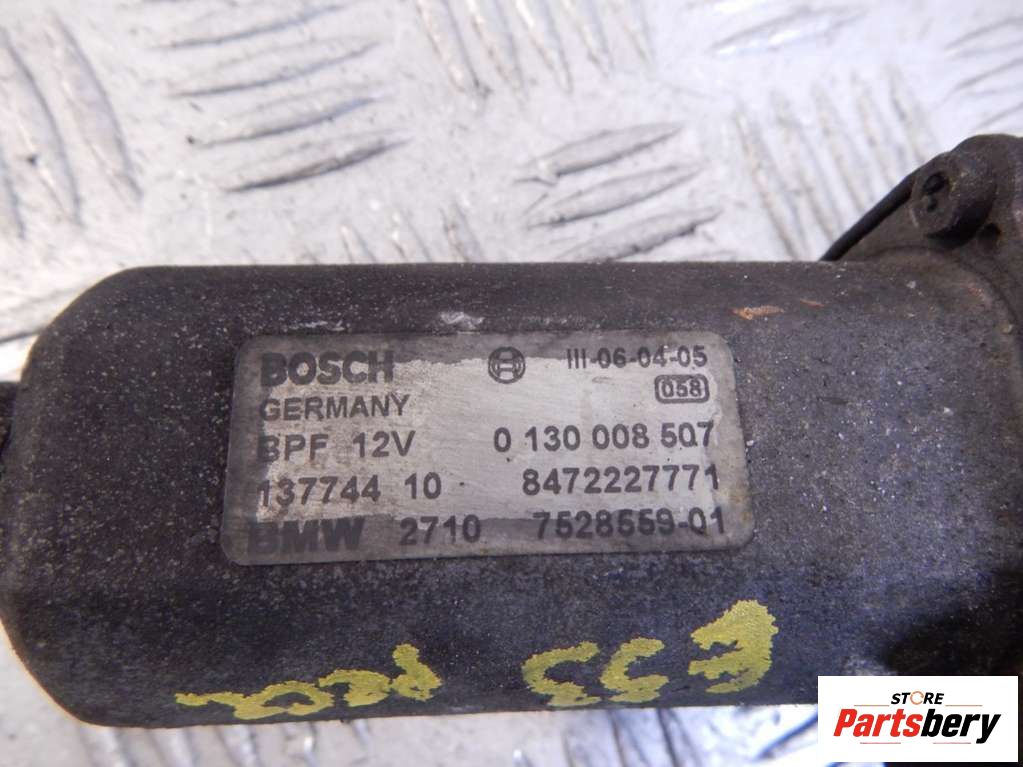 BOSCH III-06-04-05
GERMANY 058
BPF 12V 0 130 008 507
137744 10 8472227771
BMW 2710 7528559-01
STORE
Partsbery